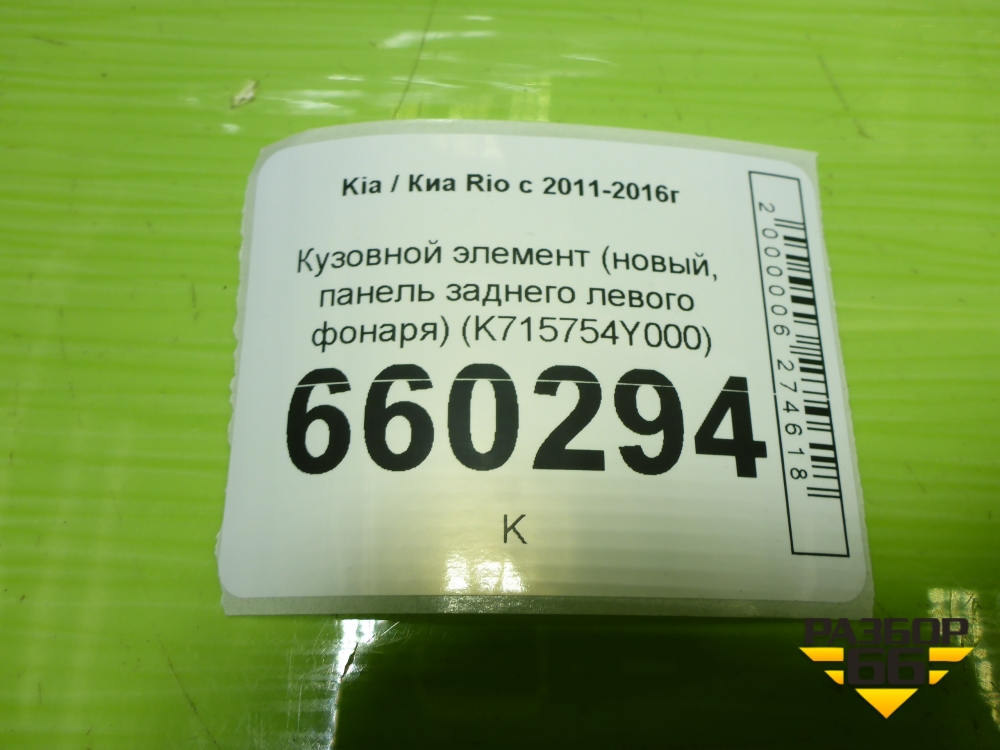 Kia / Киа Rio с 2011-2016г
Кузовной элемент (новый,
панель заднего левого
фонаря) (K715754Y000)
660294
K
2000006274618
РАЗБОР
66